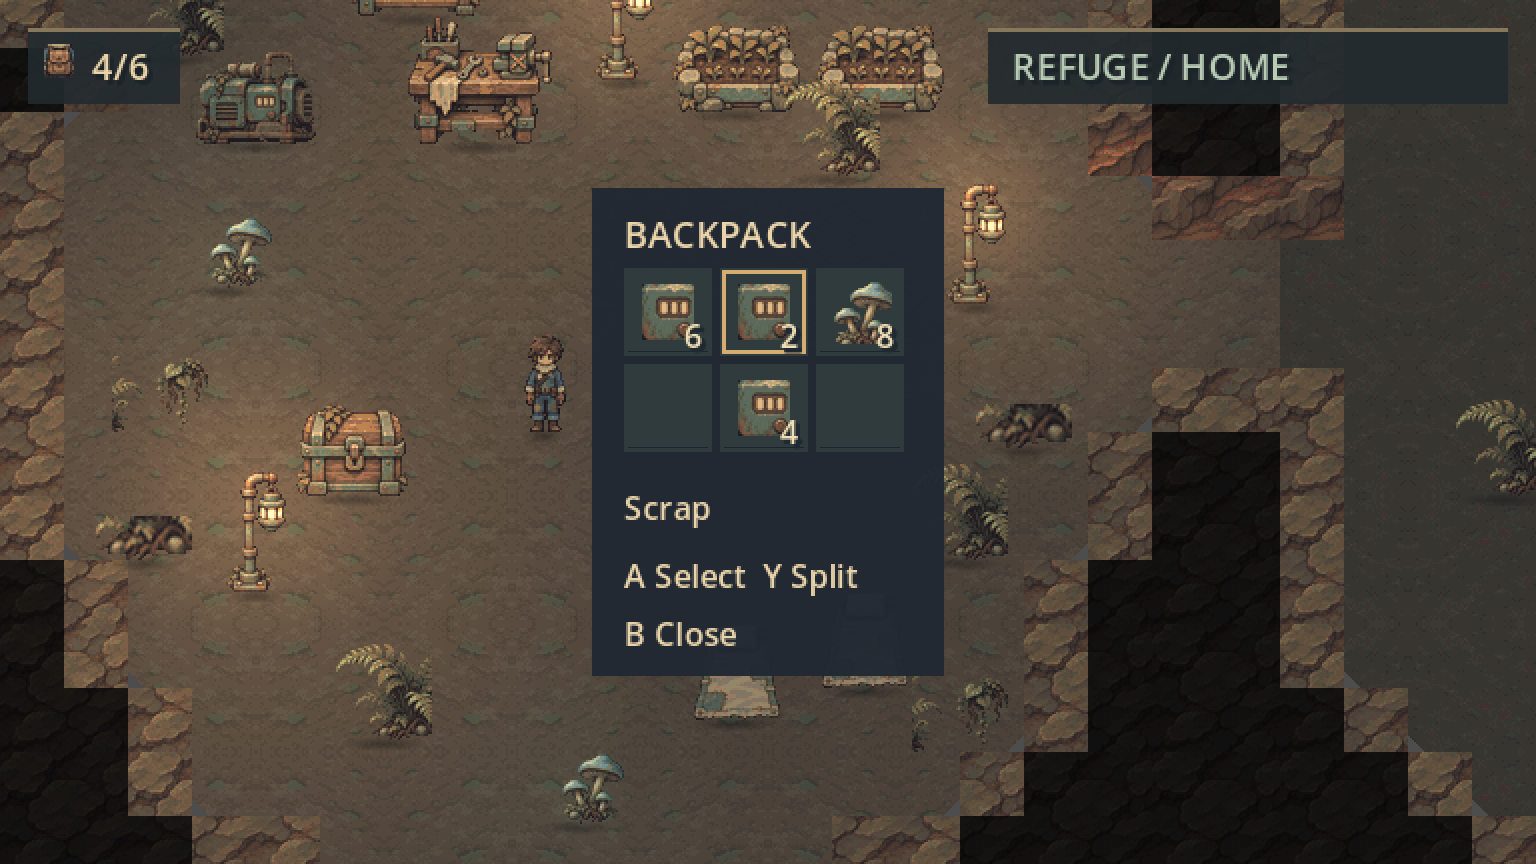 4/6
REFUGE / HOME
BACKPACK
6
2
8
4
Scrap
A Select Y Split
B Close